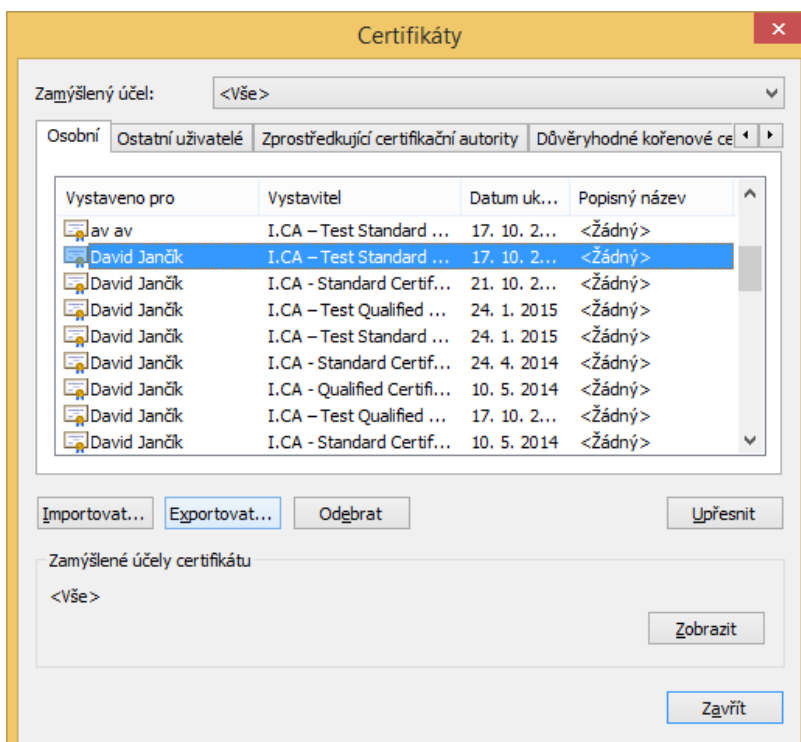 Certifikáty
Zamýšlený účel: <Vše>
Osobní Ostatní uživatelé Zprostředkující certifikační autority Důvěryhodné kořenové ce
Vystaveno pro Vystavitel Datum uk... Popisný název
av av I.CA – Test Standard ... 17. 10. 2... <Žádný>
David Jančík I.CA – Test Standard ... 17. 10. 2... <Žádný>
David Jančík I.CA - Standard Certif... 21. 10. 2... <Žádný>
David Jančík I.CA – Test Qualified ... 24. 1. 2015 <Žádný>
David Jančík I.CA – Test Standard ... 24. 1. 2015 <Žádný>
David Jančík I.CA - Standard Certif... 24. 4. 2014 <Žádný>
David Jančík I.CA - Qualified Certifi... 10. 5. 2014 <Žádný>
David Jančík I.CA – Test Qualified ... 17. 10. 2... <Žádný>
David Jančík I.CA - Standard Certif... 10. 5. 2014 <Žádný>
Importovat... Exportovat... Odebrat Upřesnit
Zamýšlené účely certifikátu
<Vše>
Zobrazit
Zavřít